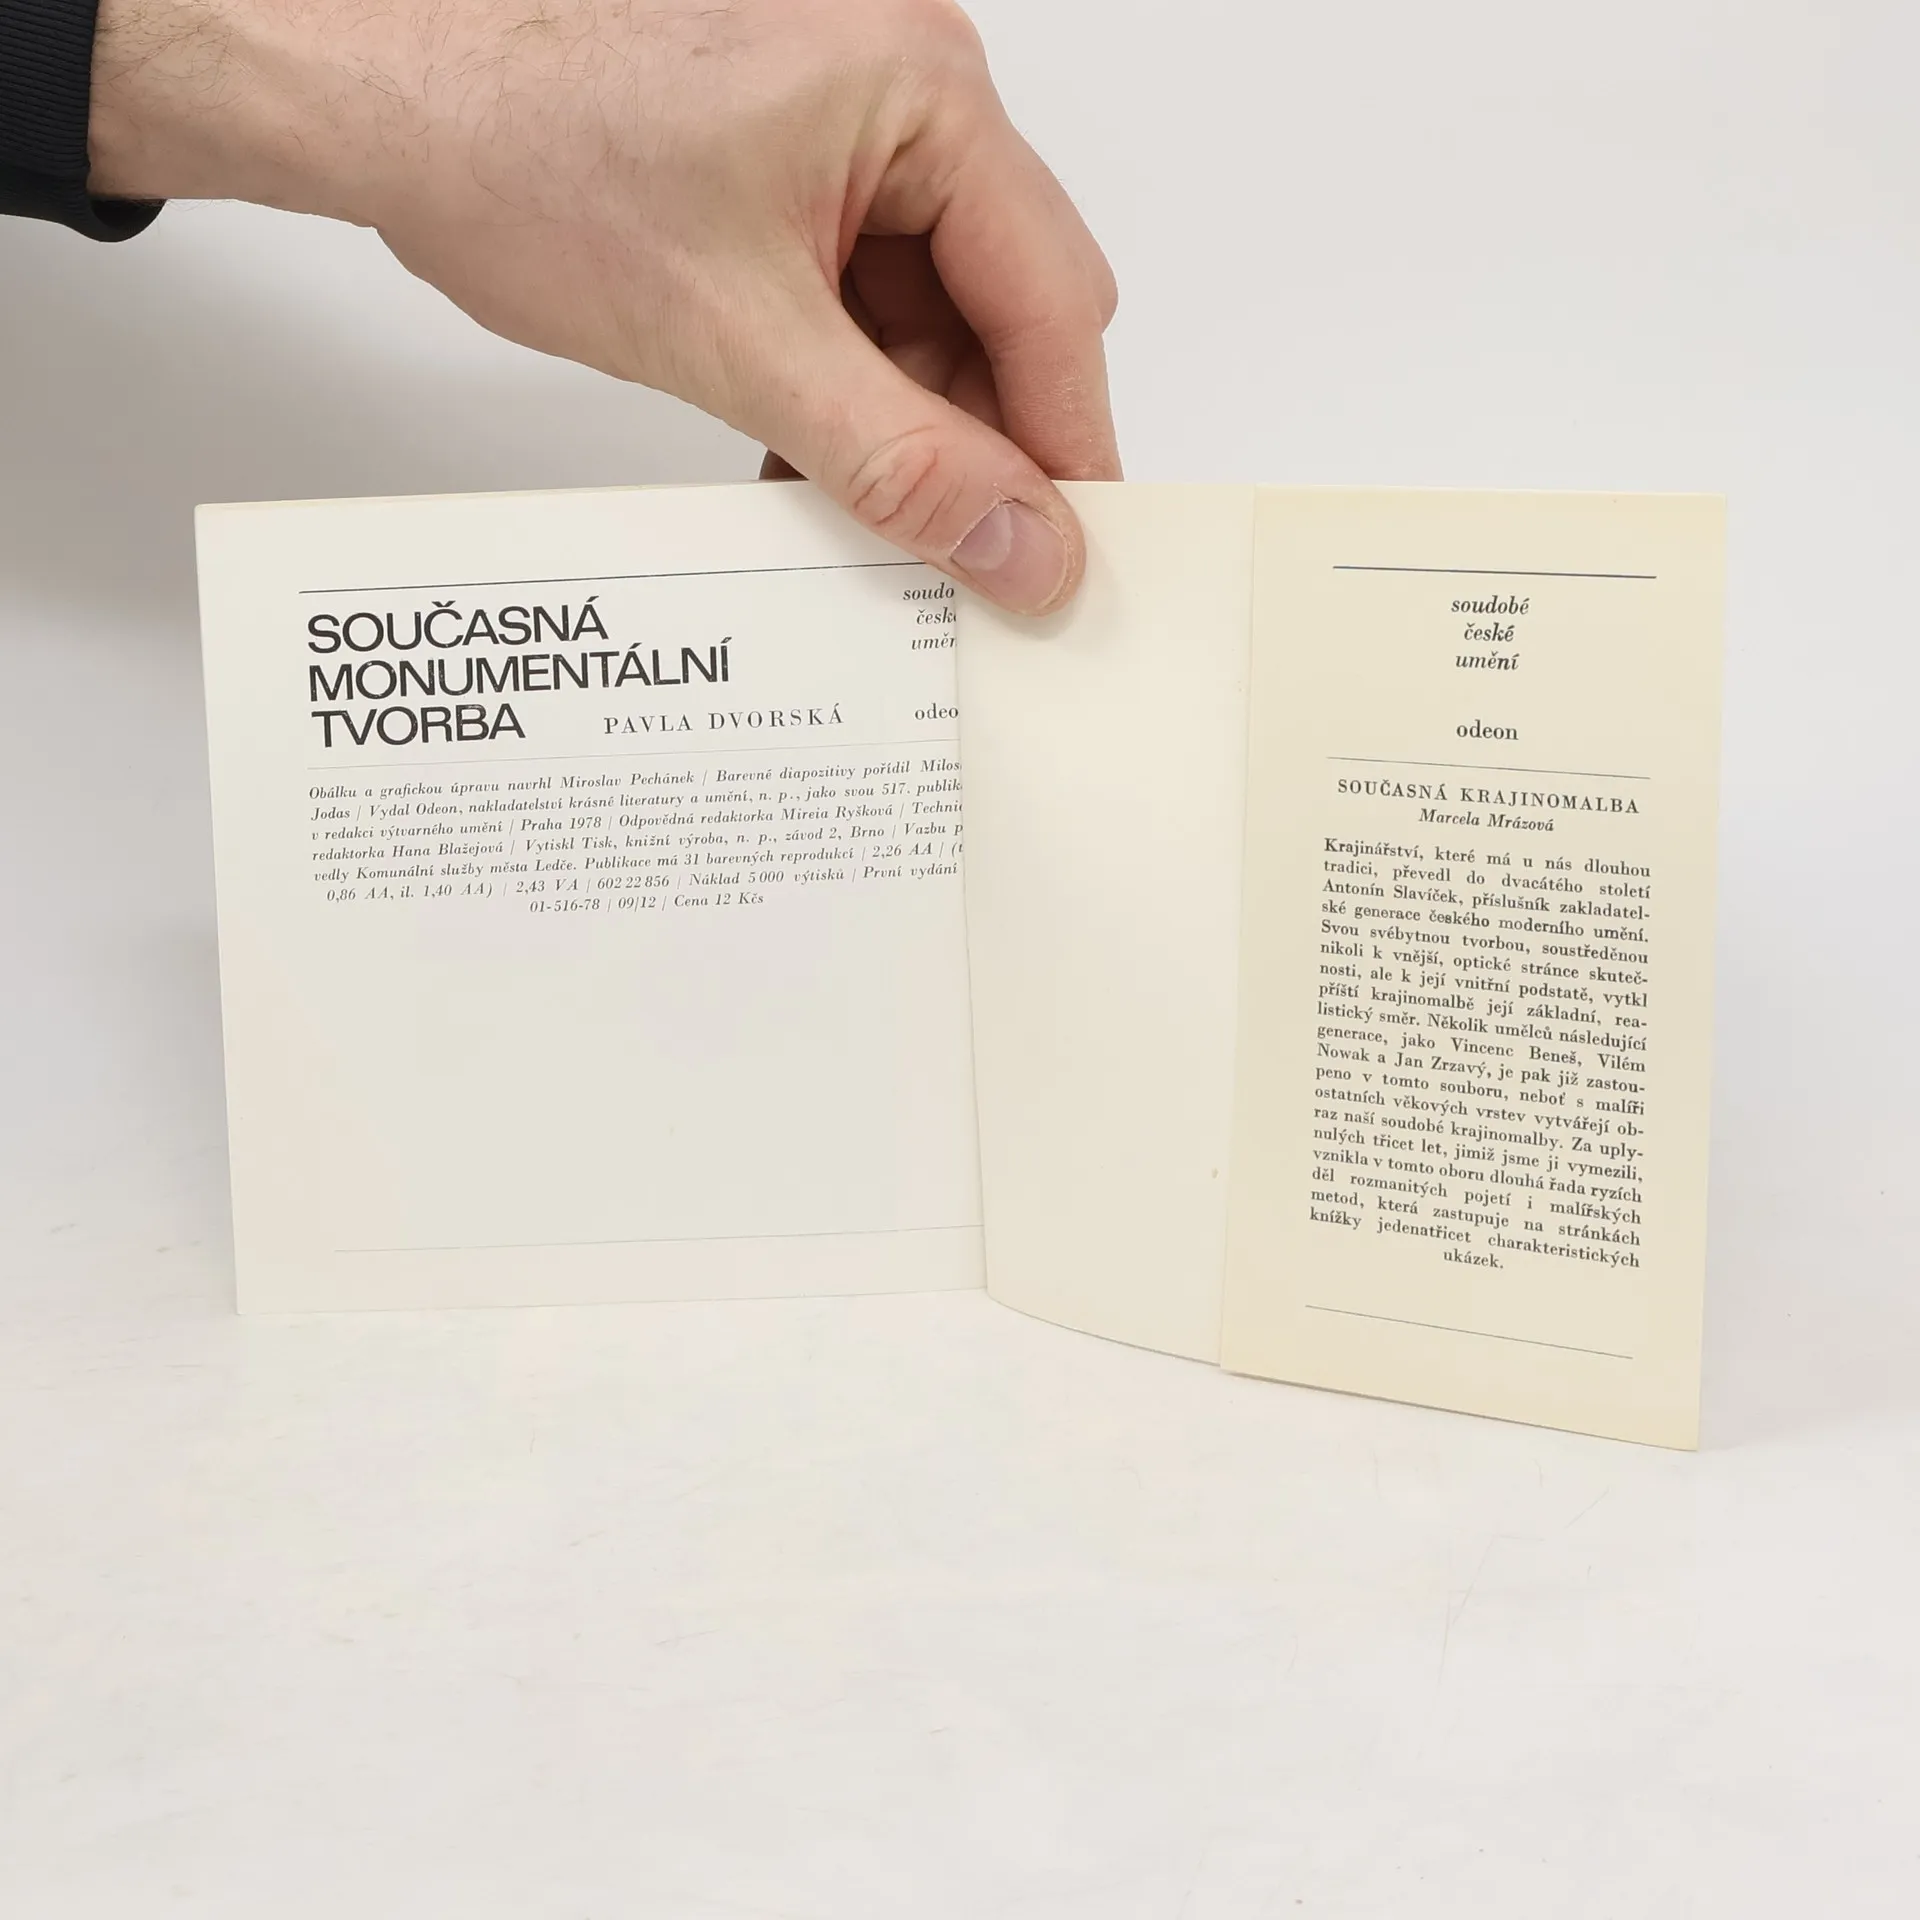 SOUČASNÁ
MONUMENTÁLNÍ
TVORBA
PAVLA DVORSKÁ
soudo
česk
umě
odeo
Obálku a grafickou úpravu navrhl Miroslav Pechánek / Barevné diapozitivy pořídil Milos
Jodas / Vydal Odeon, nakladatelství krásné literatury a umění, n. p., jako svou 517. publik
v redakci výtvarného umění / Praha 1978 / Odpovědná redaktorka Mireia Ryšková / Techni
redaktorka Hana Blažejová / Vytiskl Tisk, knižní výroba, n. p., závod 2, Brno / Vazbu p
vedly Komunální služby města Ledče. Publikace má 31 barevných reprodukcí / 2,26 AA / (t
0,86 AA, il. 1,40 AA) / 2,43 VA / 602 22 856 / Náklad 5 000 výtisků / První vydání
01-516-78 / 09/12 / Cena 12 Kčs
soudobé
české
umění
odeon
SOUČASNÁ KRAJINOMALBA
Marcela Mrázová
Krajinářství, které má u nás dlouhou
tradici, převedl do dvacátého století
Antonín Slavíček, příslušník zakladatel-
ské generace českého moderního umění.
Svou svébytnou tvorbou, soustředěnou
nikoli k vnější, optické stránce skuteč-
nosti, ale k její vnitřní podstatě, vytkl
příští krajinomalbě její základní, rea-
listický směr. Několik umělců následující
generace, jako Vincenc Beneš, Vilém
Nowak a Jan Zrzavý, je pak již zastou-
peno v tomto souboru, neboť s malíři
ostatních věkových vrstev vytvářejí ob-
raz naší soudobé krajinomalby. Za uply-
nulých třicet let, jimiž jsme ji vymezili,
vznikla v tomto oboru dlouhá řada ryzích
děl rozmanitých pojetí i malířských
metod, která zastupuje na stránkách
knížky jedenatřicet charakteristických
ukázek.